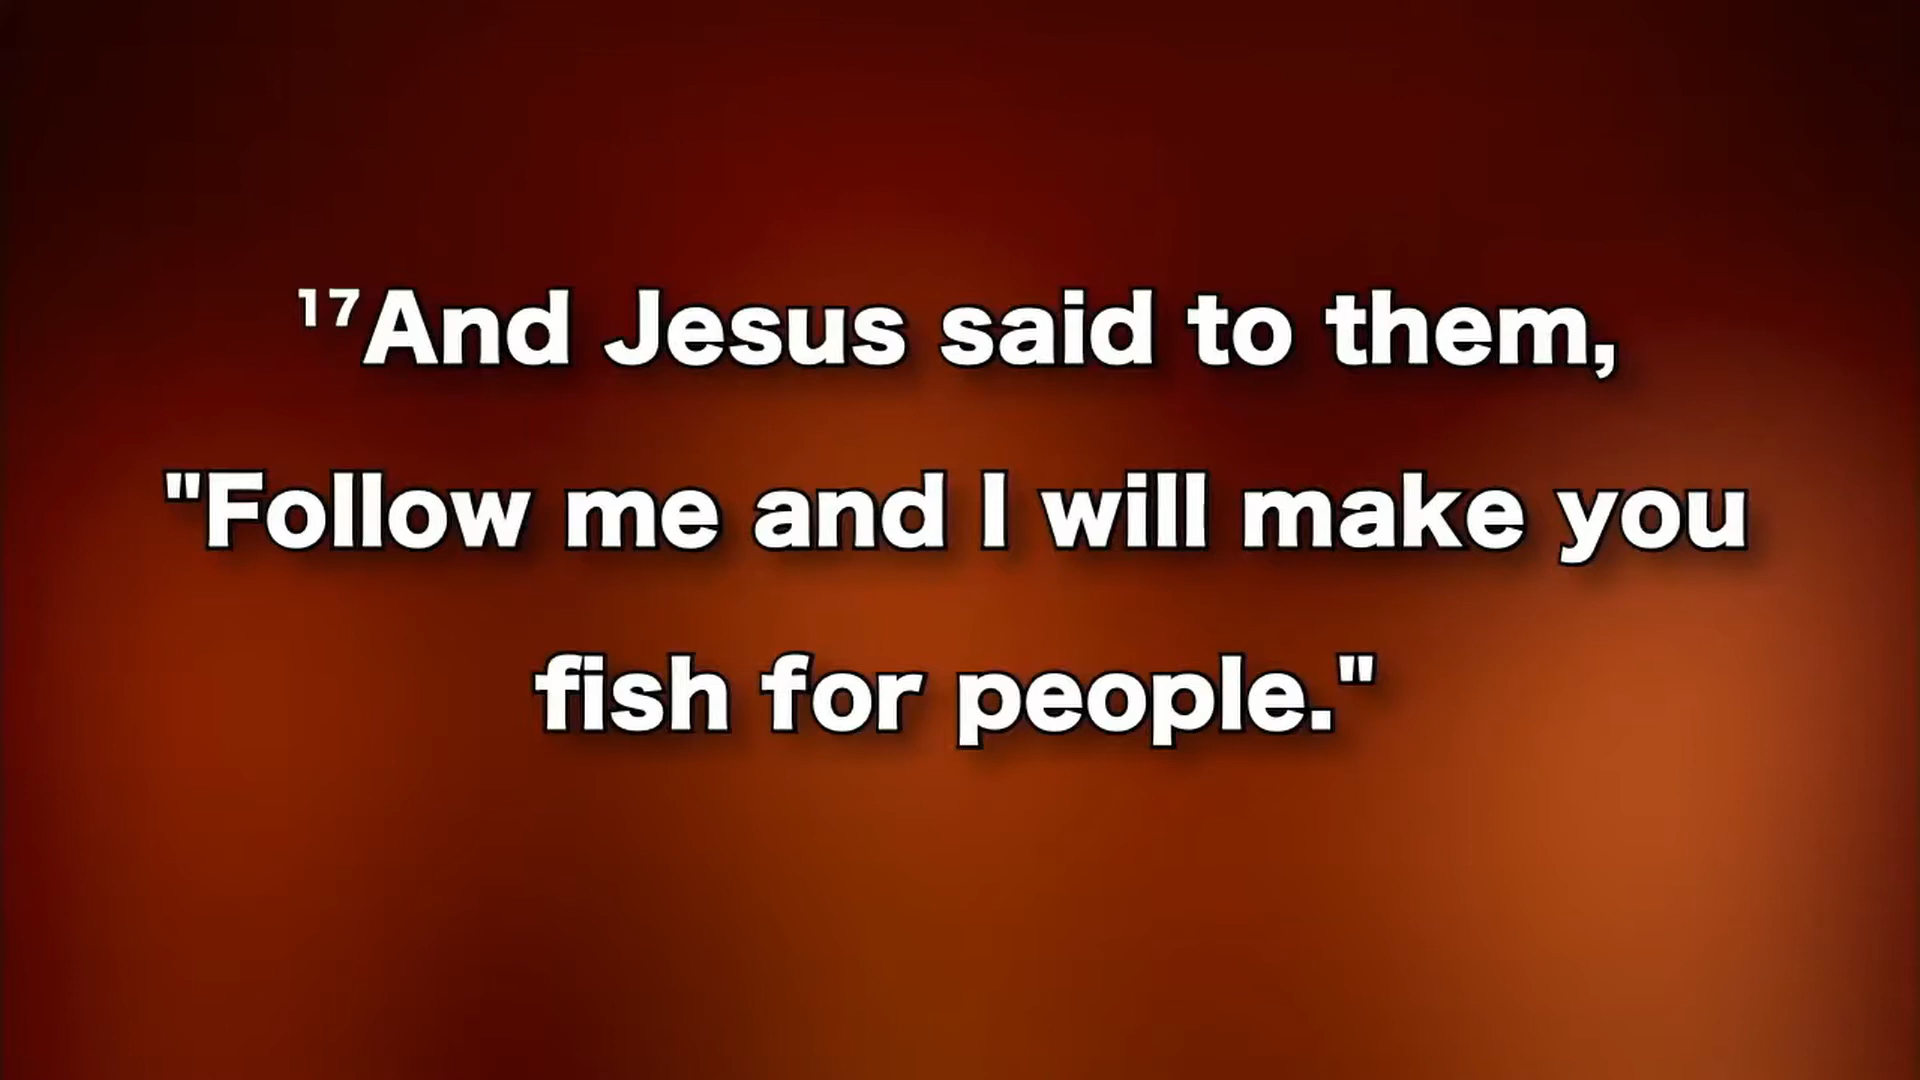 ¹⁷And Jesus said to them,
"Follow me and I will make you
fish for people."